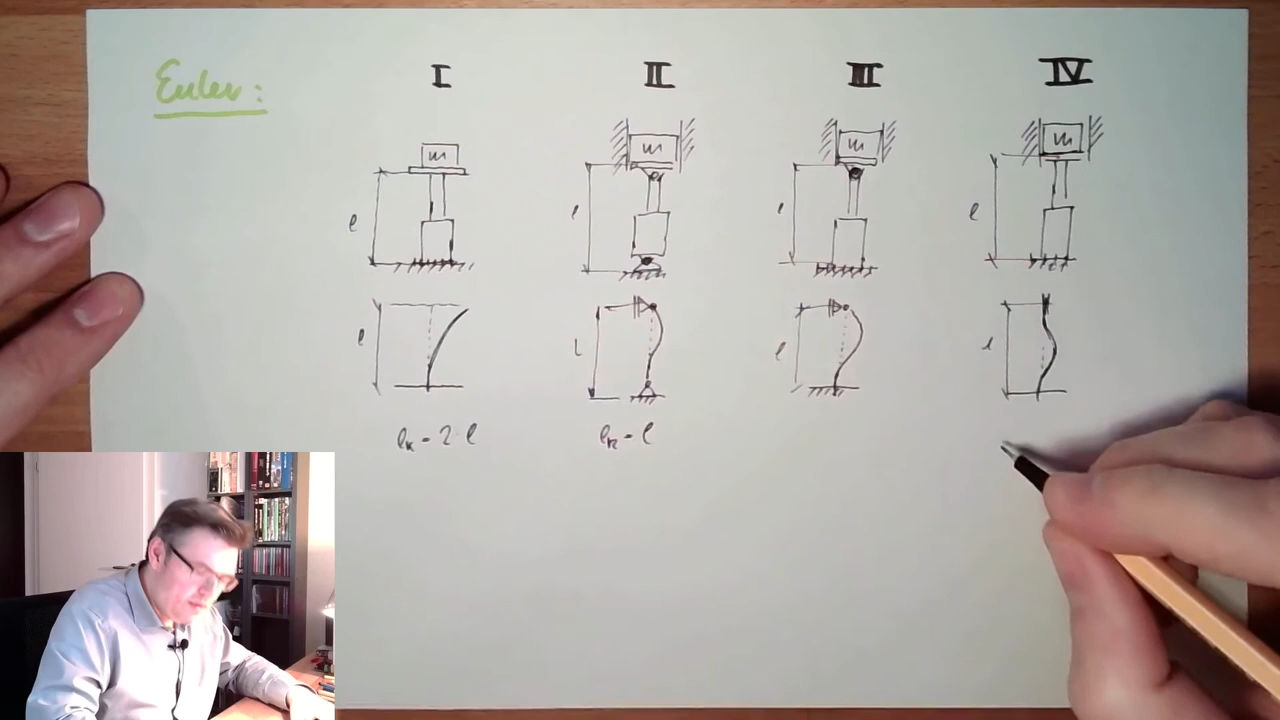 Euler: I II III IV
m m m m
l l l l
l l l l
lk = 2·l lk = l